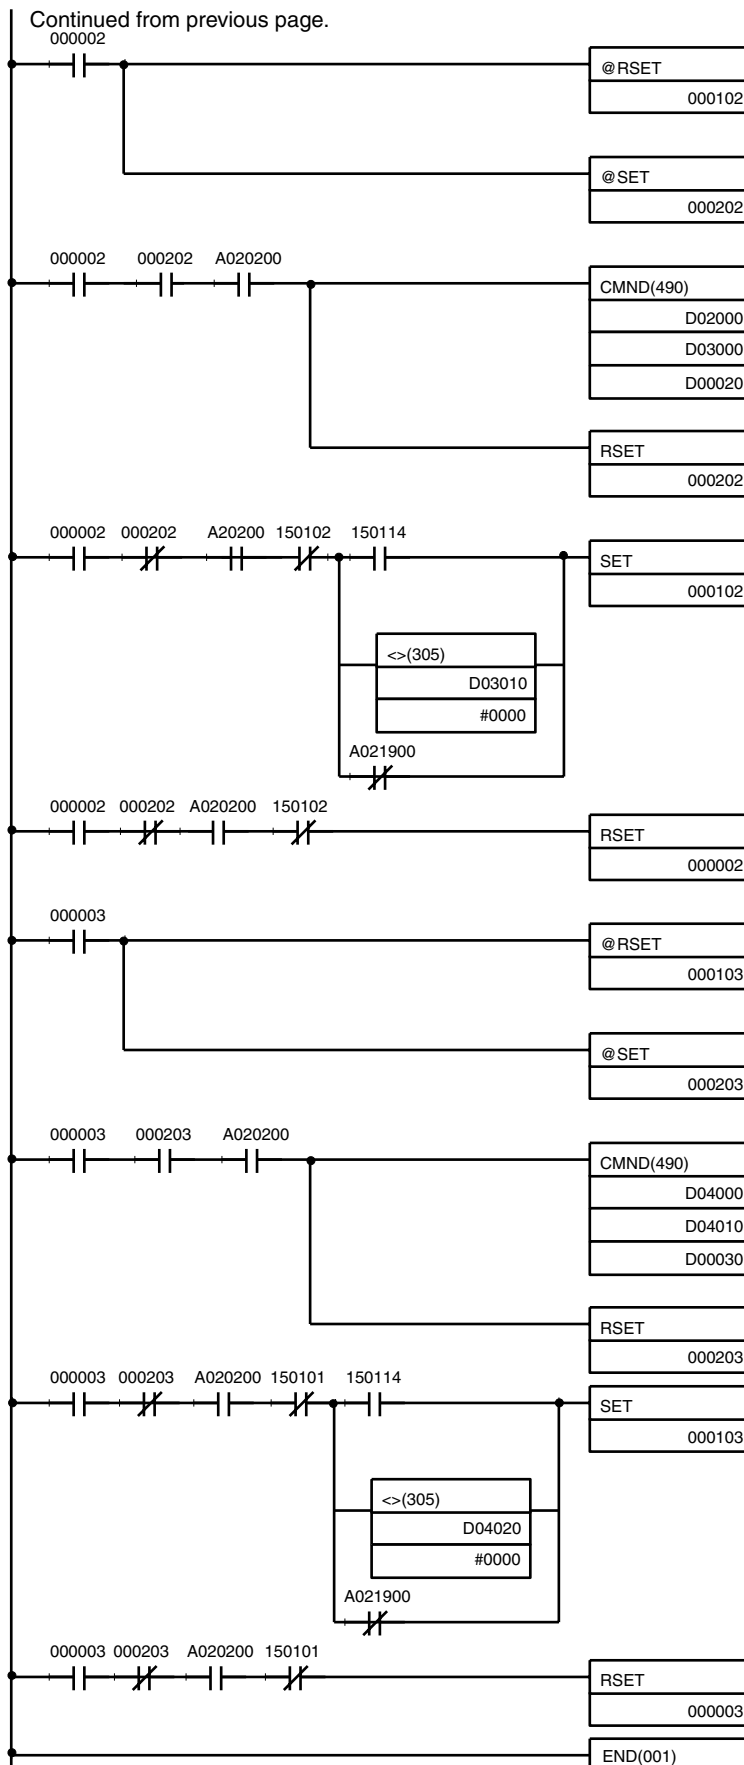 Continued from previous page.
000002
@RSET
000102
@SET
000202
000002 000202 A020200
CMND(490)
D02000
D03000
D00020
RSET
000202
000002 000202 A20200 150102 150114
SET
000102
<>(305)
D03010
#0000
A021900
000002 000202 A020200 150102
RSET
000002
000003
@RSET
000103
@SET
000203
000003 000203 A020200
CMND(490)
D04000
D04010
D00030
RSET
000203
000003 000203 A020200 150101 150114
SET
000103
<>(305)
D04020
#0000
A021900
000003 000203 A020200 150101
RSET
000003
END(001)